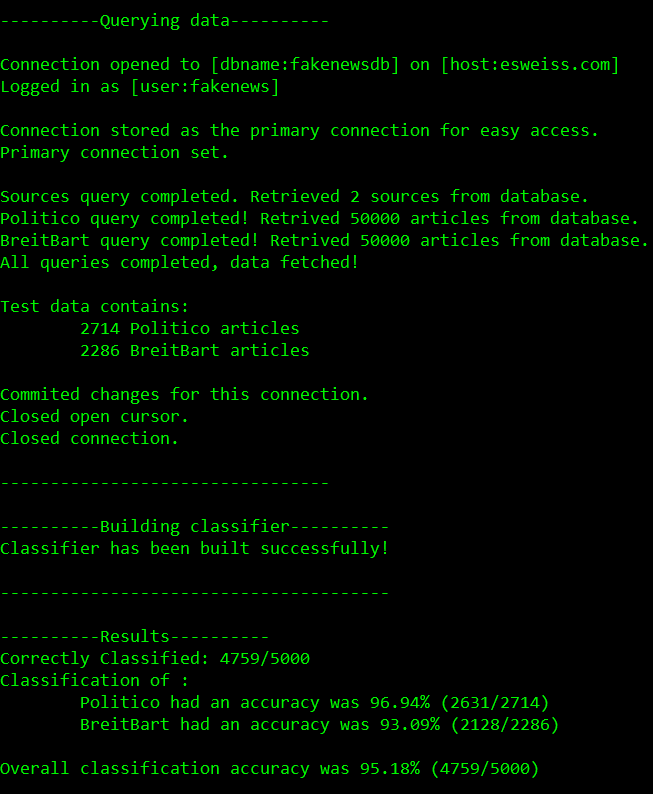 ----------Querying data----------
Connection opened to [dbname:fakenewsdb] on [host:esweiss.com]
Logged in as [user:fakenews]
Connection stored as the primary connection for easy access.
Primary connection set.
Sources query completed. Retrieved 2 sources from database.
Politico query completed! Retrived 50000 articles from database.
BreitBart query completed! Retrived 50000 articles from database.
All queries completed, data fetched!
Test data contains:
2714 Politico articles
2286 BreitBart articles
Commited changes for this connection.
Closed open cursor.
Closed connection.
---------------------------------
----------Building classifier----------
Classifier has been built successfully!
---------------------------------------
----------Results----------
Correctly Classified: 4759/5000
Classification of :
Politico had an accuracy was 96.94% (2631/2714)
BreitBart had an accuracy was 93.09% (2128/2286)
Overall classification accuracy was 95.18% (4759/5000)